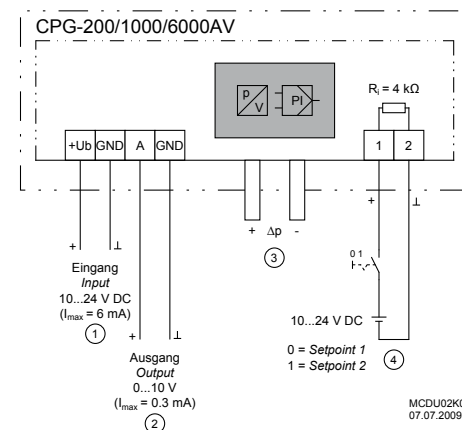 CPG-200/1000/6000AV
p
V
PI
Ri = 4 kΩ
+Ub GND A GND
1 2
+ ⊥
+ Δp -
3
+ ⊥
Eingang
Input
10...24 V DC
(Imax = 6 mA)
1
0 1
10...24 V DC
0 = Setpoint 1
1 = Setpoint 2
4
+ ⊥
Ausgang
Output
0...10 V
(Imax = 0.3 mA)
2
MCDU02K0
07.07.2009